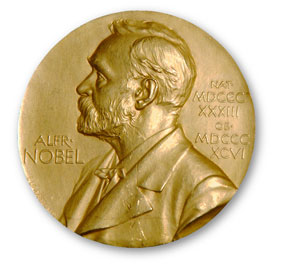 ALFR·
NOBEL
NAT·
MDCCC
XXXIII
OB·
MDCCC
XCVI